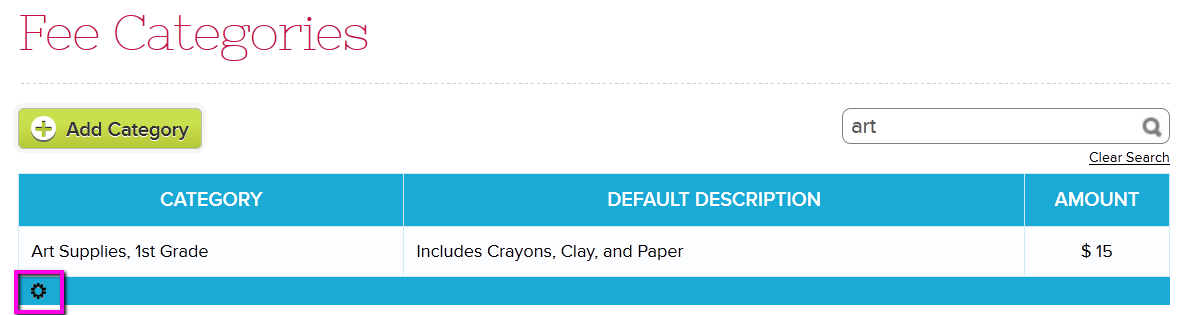 Fee Categories
Add Category
art
Clear Search
CATEGORY DEFAULT DESCRIPTION AMOUNT
Art Supplies, 1st Grade Includes Crayons, Clay, and Paper $ 15